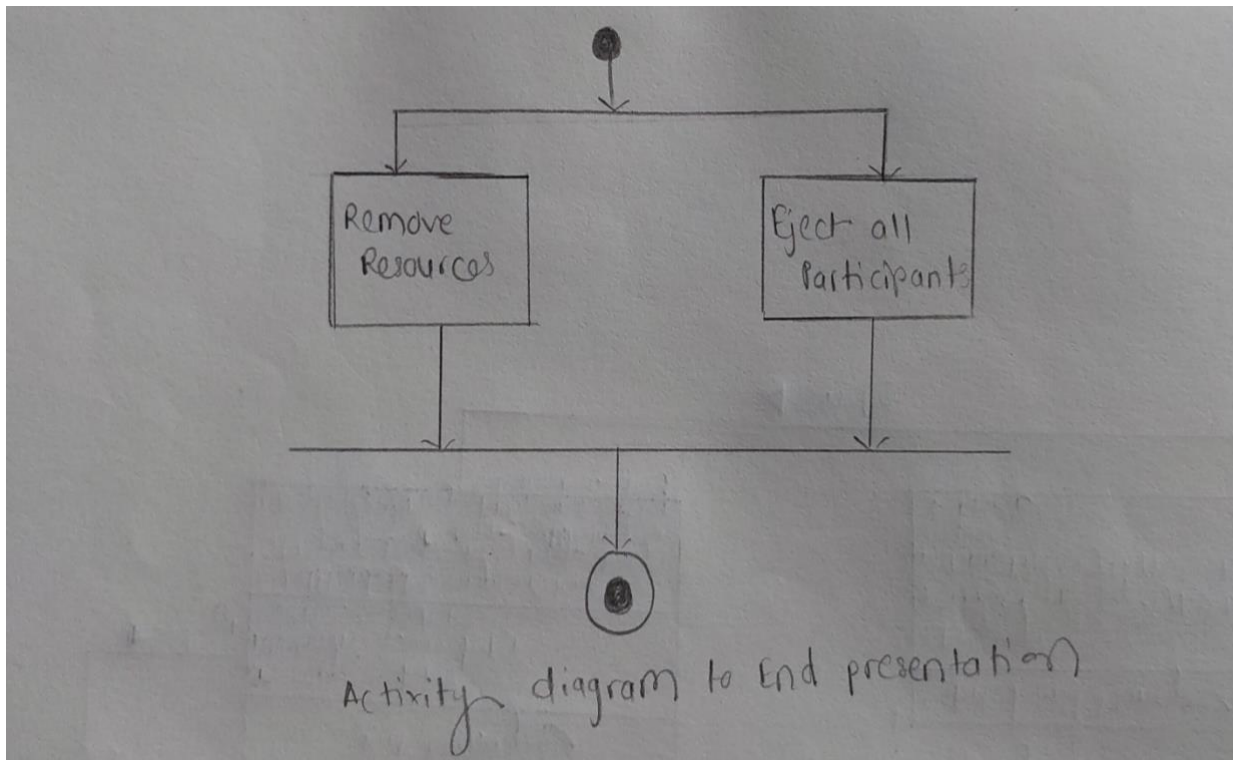 Remove
Resources
Eject all
Participants
Activity diagram to End presentation